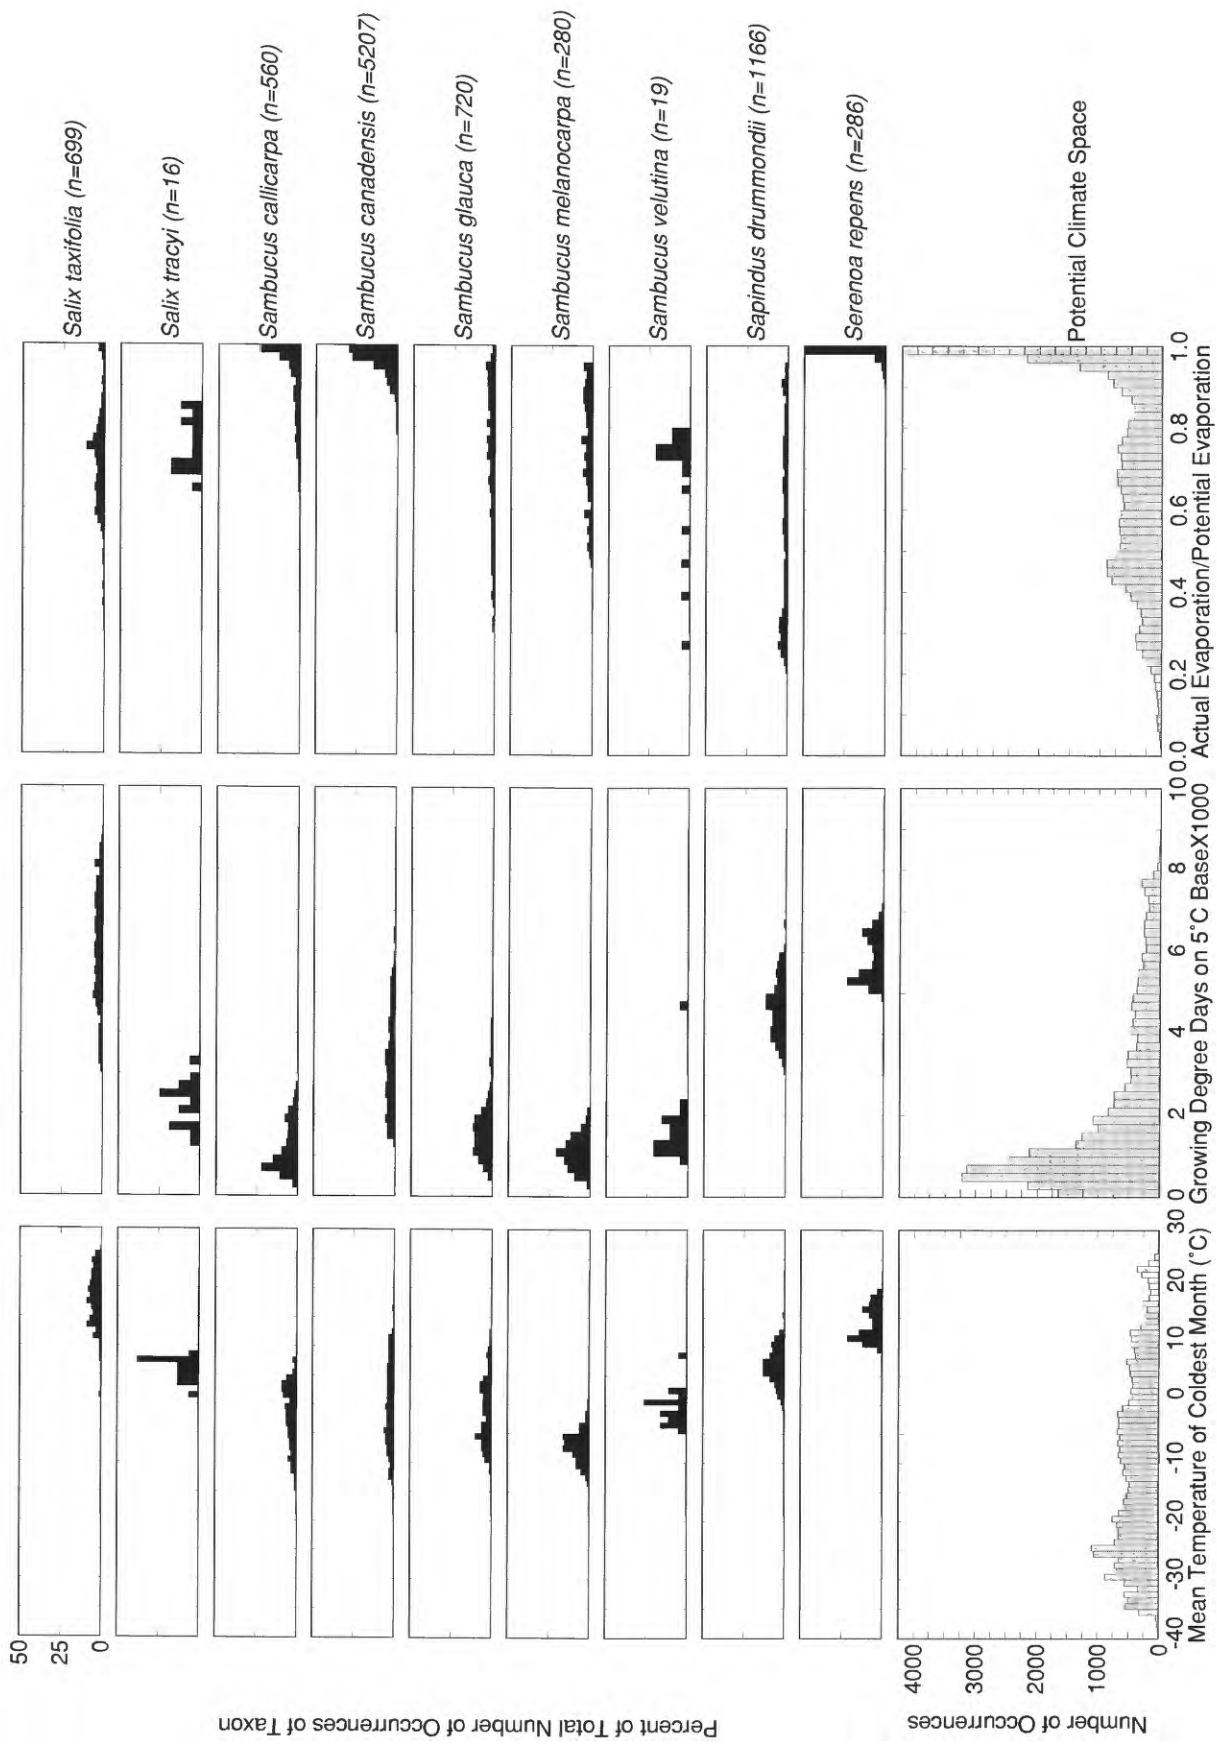 Percent of Total Number of Occurrences of Taxon
50
25
0
Salix taxifolia (n=699)
Salix tracyi (n=16)
Sambucus callicarpa (n=560)
Sambucus canadensis (n=5207)
Sambucus glauca (n=720)
Sambucus melanocarpa (n=280)
Sambucus velutina (n=19)
Sapindus drummondii (n=1166)
Serenoa repens (n=286)
Potential Climate Space
Number of Occurrences
4000
3000
2000
1000
0
-40 -30 -20 -10 0 10 20 30
Mean Temperature of Coldest Month (°C)
0 2 4 6 8 10
Growing Degree Days on 5°C BaseX1000
0.0 0.2 0.4 0.6 0.8 1.0
Actual Evaporation/Potential Evaporation